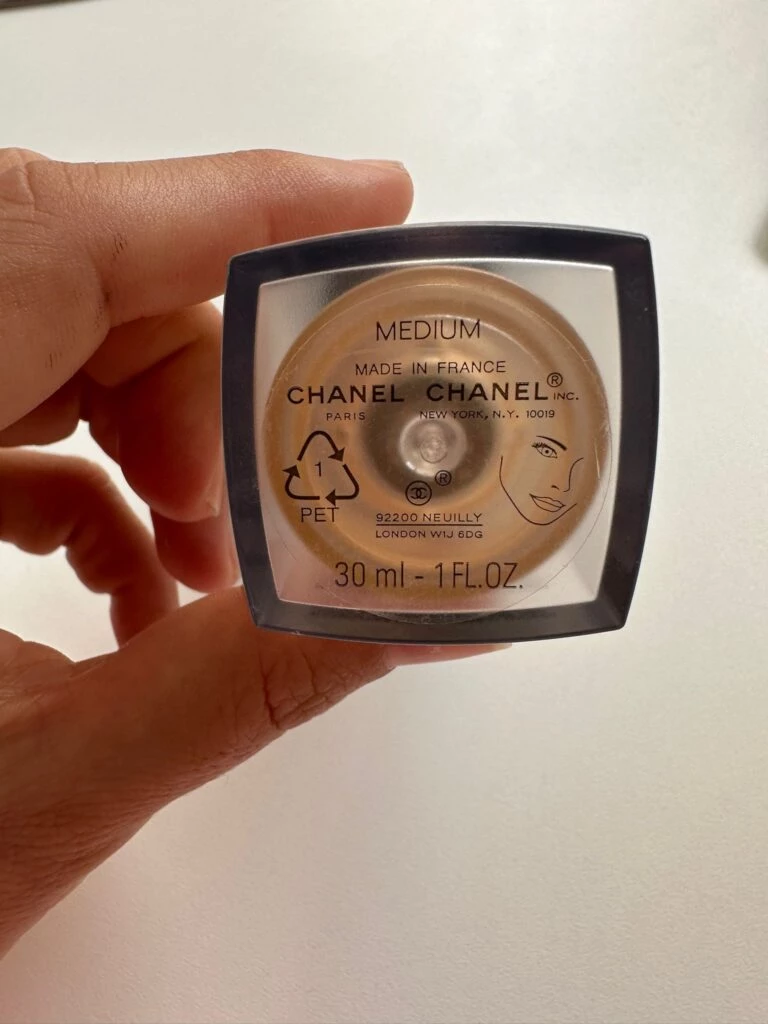 MEDIUM
MADE IN FRANCE
CHANEL CHANEL® INC.
PARIS NEW YORK, N.Y. 10019
1
PET
®
92200 NEUILLY
LONDON W1J 6DG
30 ml - 1 FL.OZ.